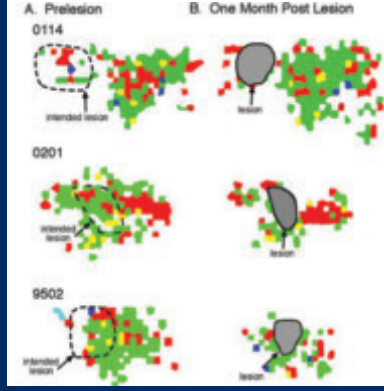 A. Prelesion B. One Month Post Lesion
0114
intended lesion
lesion
0201
intended
lesion
lesion
9502
intended
lesion
lesion